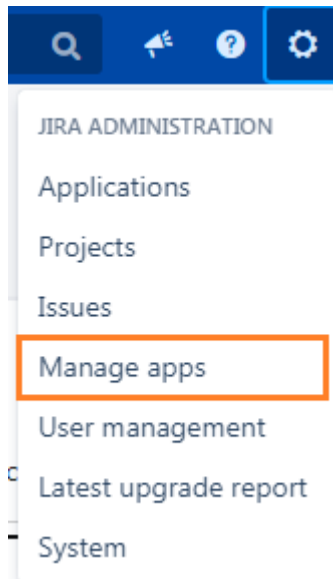 JIRA ADMINISTRATION
Applications
Projects
Issues
Manage apps
User management
Latest upgrade report
System